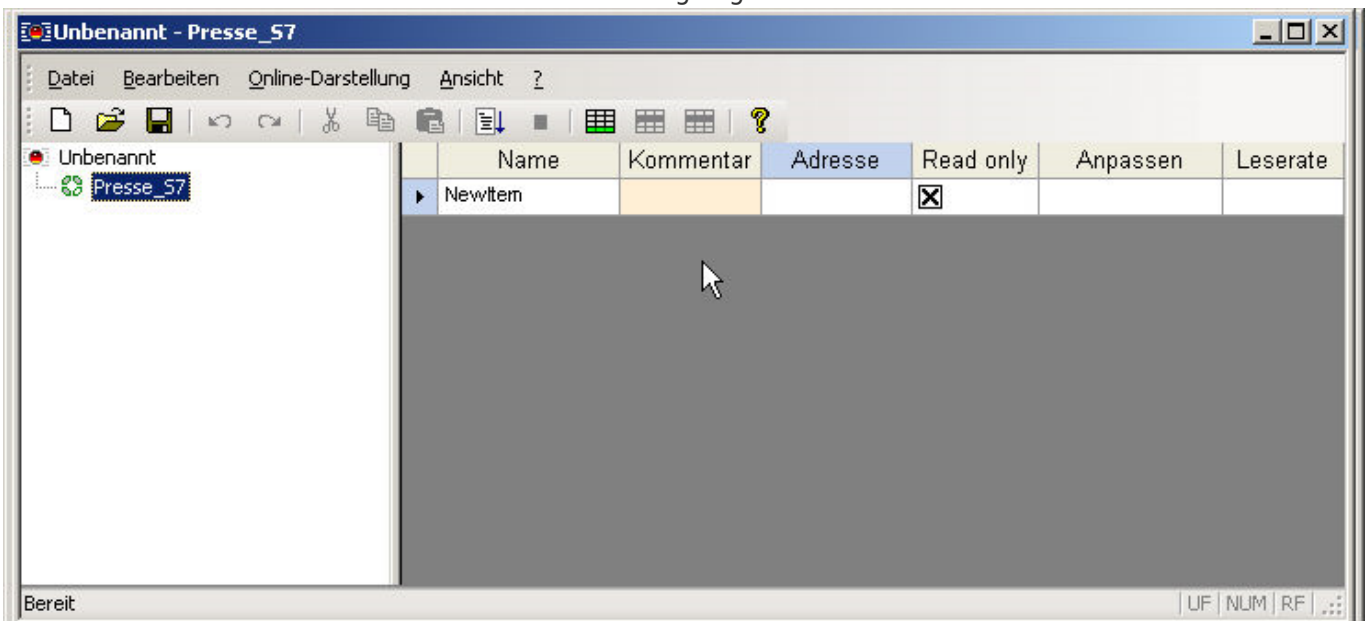 Unbenannt - Presse_S7
Datei Bearbeiten Online-Darstellung Ansicht ?
Unbenannt
Presse_S7
Name Kommentar Adresse Read only Anpassen Leserate
NewItem
Bereit UF NUM RF